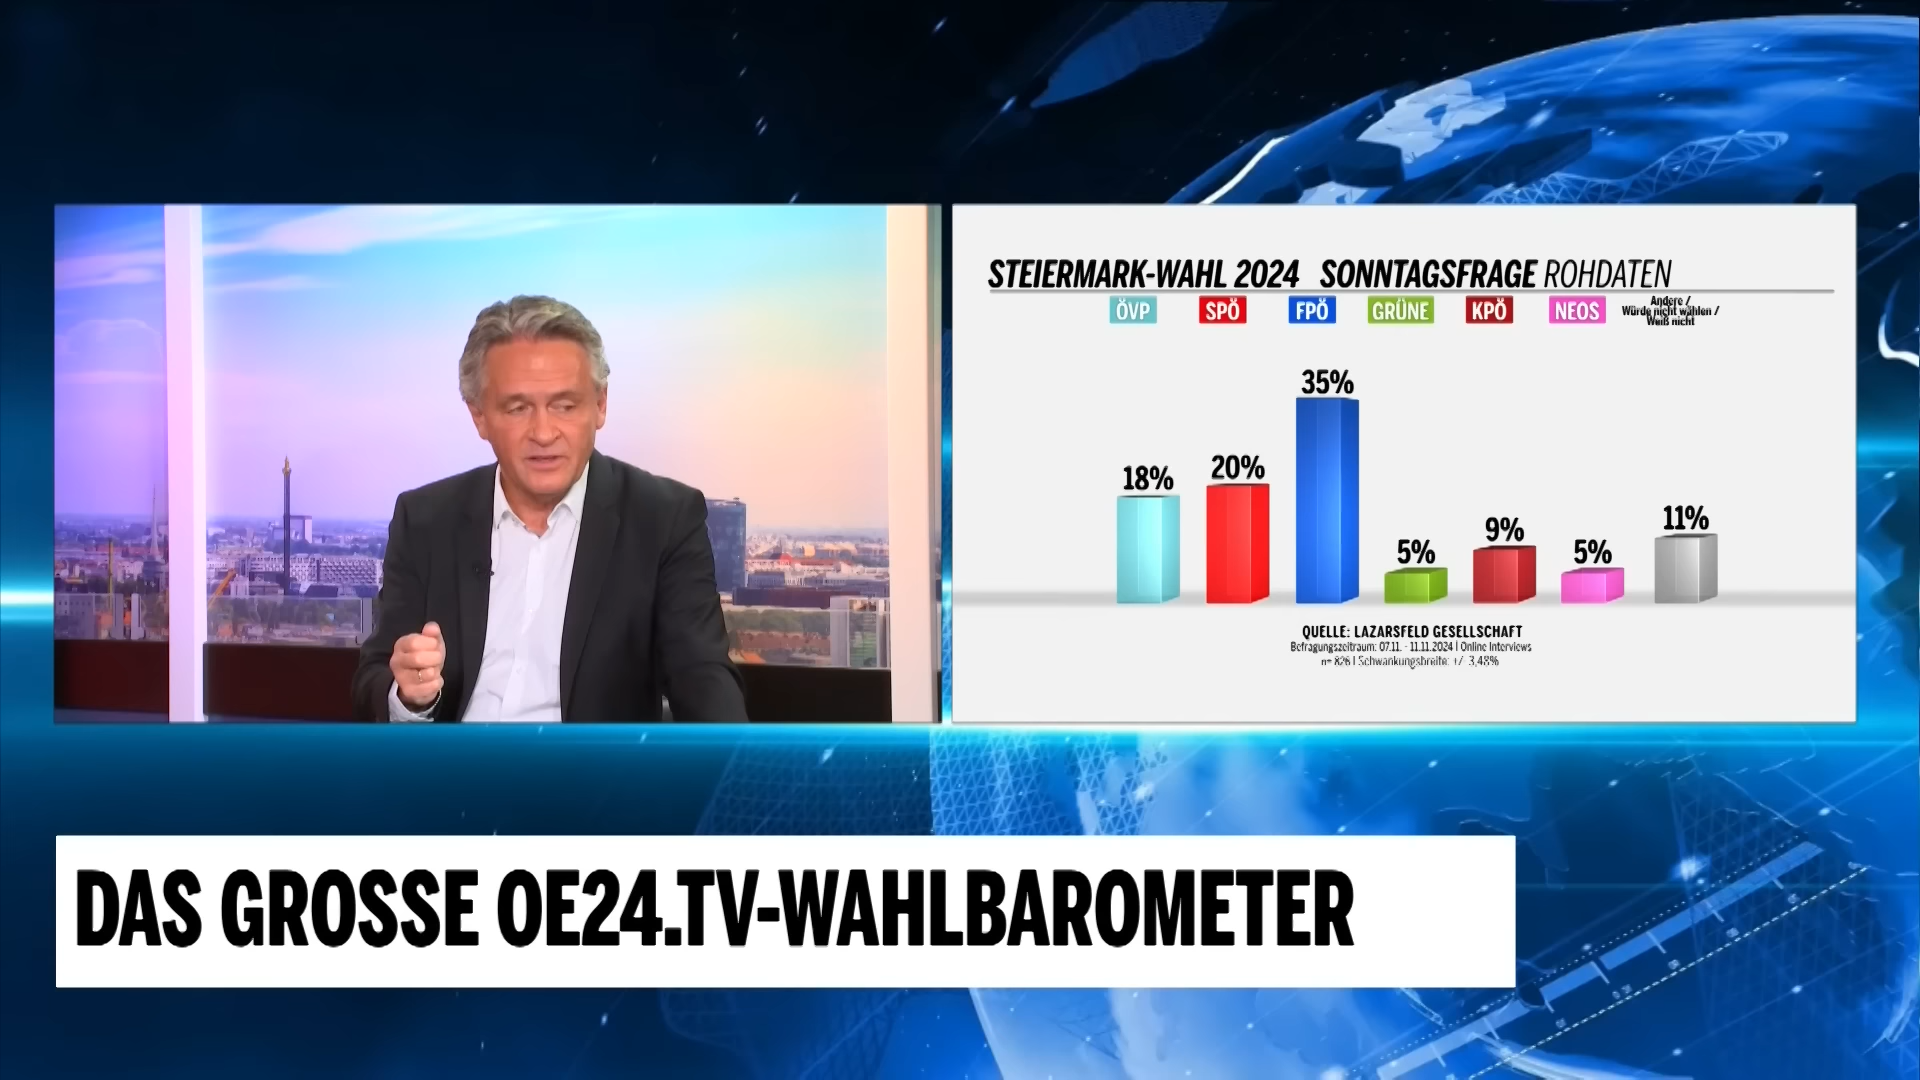 STEIERMARK-WAHL 2024 SONNTAGSFRAGE ROHDATEN
ÖVP SPÖ FPÖ GRÜNE KPÖ NEOS Andere /
Würde nicht wählen /
Weiß nicht
18% 20% 35% 5% 9% 5% 11%
QUELLE: LAZARSFELD GESELLSCHAFT
Befragungszeitraum: 07.11. - 11.11.2024 | Online Interviews
n= 826 | Schwankungsbreite: +/- 3,48%
DAS GROSSE OE24.TV-WAHLBAROMETER